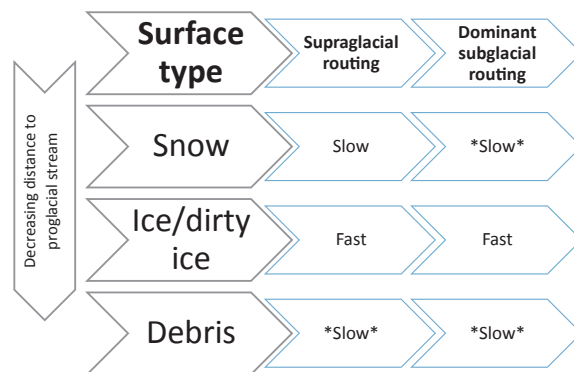 Surface
type
Supraglacial
routing
Dominant
subglacial
routing
Decreasing distance to
proglacial stream
Snow
Slow
*Slow*
Ice/dirty
ice
Fast
Fast
Debris
*Slow*
*Slow*